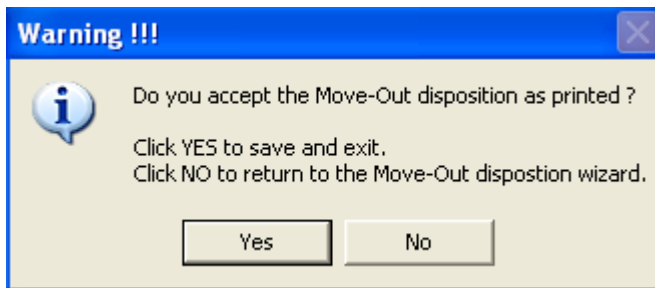 Warning !!!
Do you accept the Move-Out disposition as printed ?
Click YES to save and exit.
Click NO to return to the Move-Out dispostion wizard.
Yes
No